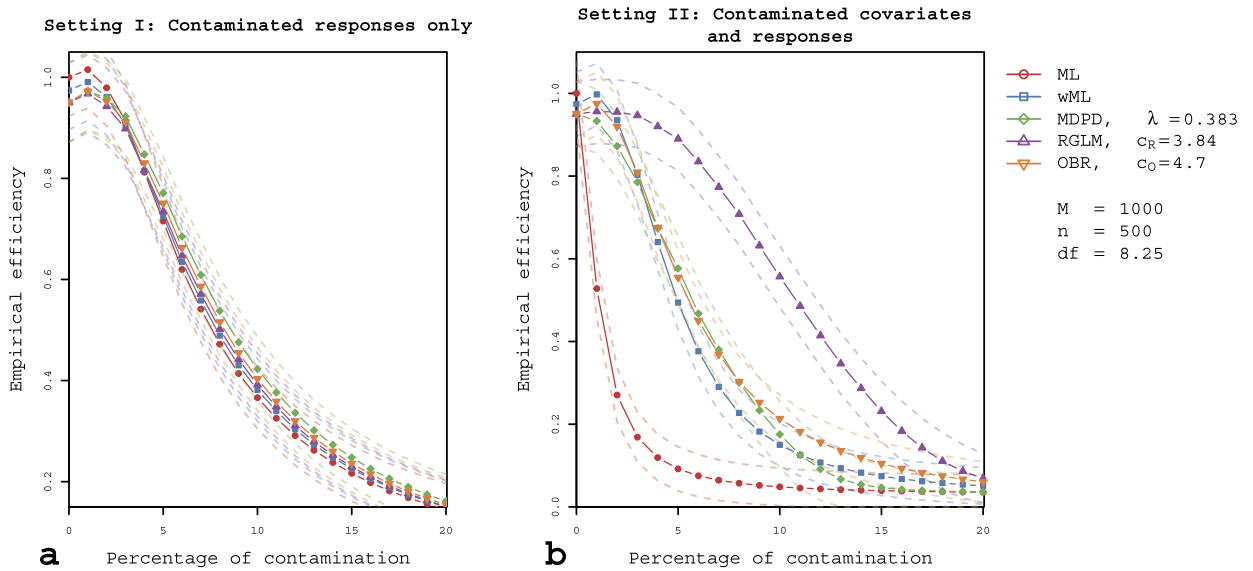 Setting I: Contaminated responses only
1.0
0.8
0.6
0.4
0.2
Empirical efficiency
0
5
10
15
20
Percentage of contamination
a
Setting II: Contaminated covariates
and responses
1.0
0.8
0.6
0.4
0.2
0.0
Empirical efficiency
0
5
10
15
20
Percentage of contamination
b
ML
wML
MDPD, λ =0.383
RGLM, cR=3.84
OBR, cO=4.7
M = 1000
n = 500
df = 8.25